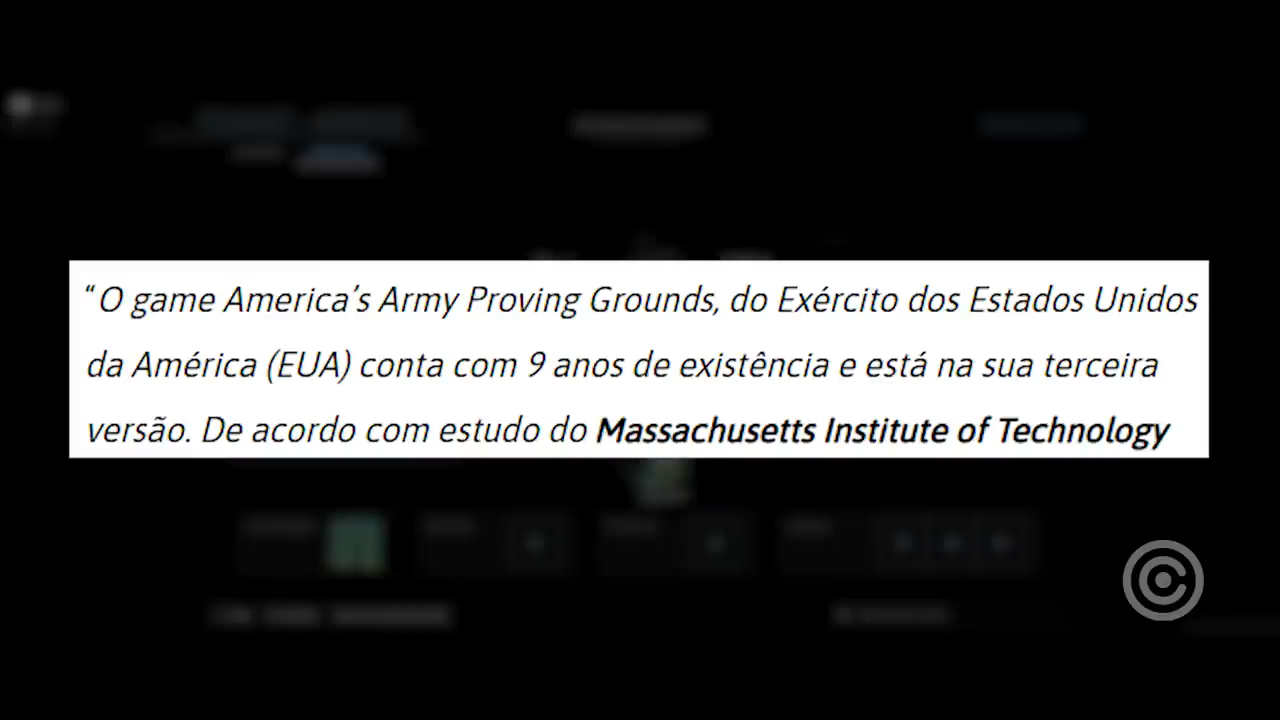 “O game America’s Army Proving Grounds, do Exército dos Estados Unidos
da América (EUA) conta com 9 anos de existência e está na sua terceira
versão. De acordo com estudo do Massachusetts Institute of Technology